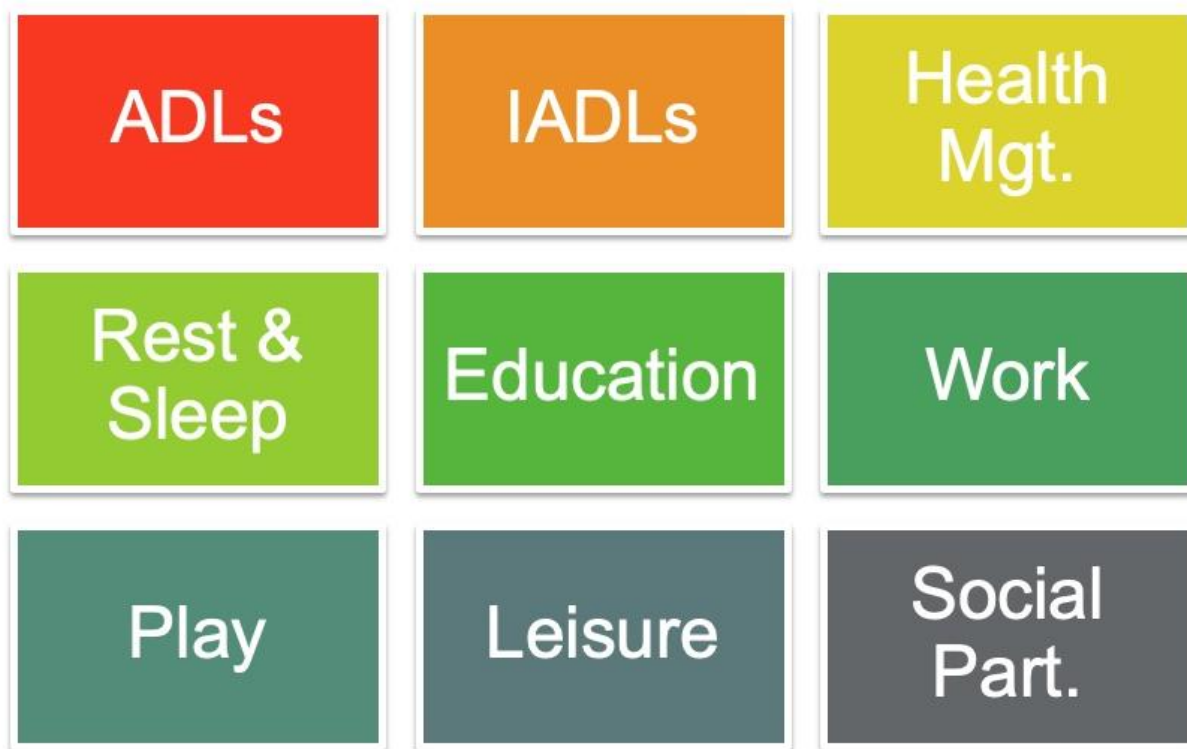 ADLs
IADLs
Health
Mgt.
Rest &
Sleep
Education
Work
Play
Leisure
Social
Part.